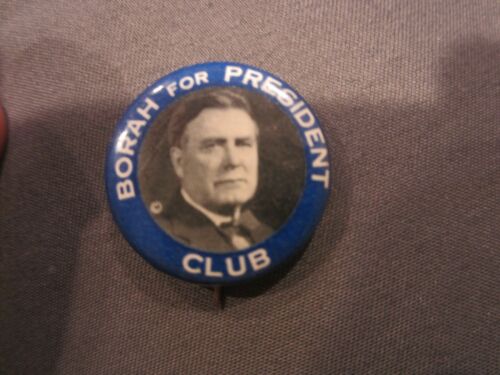 BORAH FOR PRESIDENT
CLUB
©